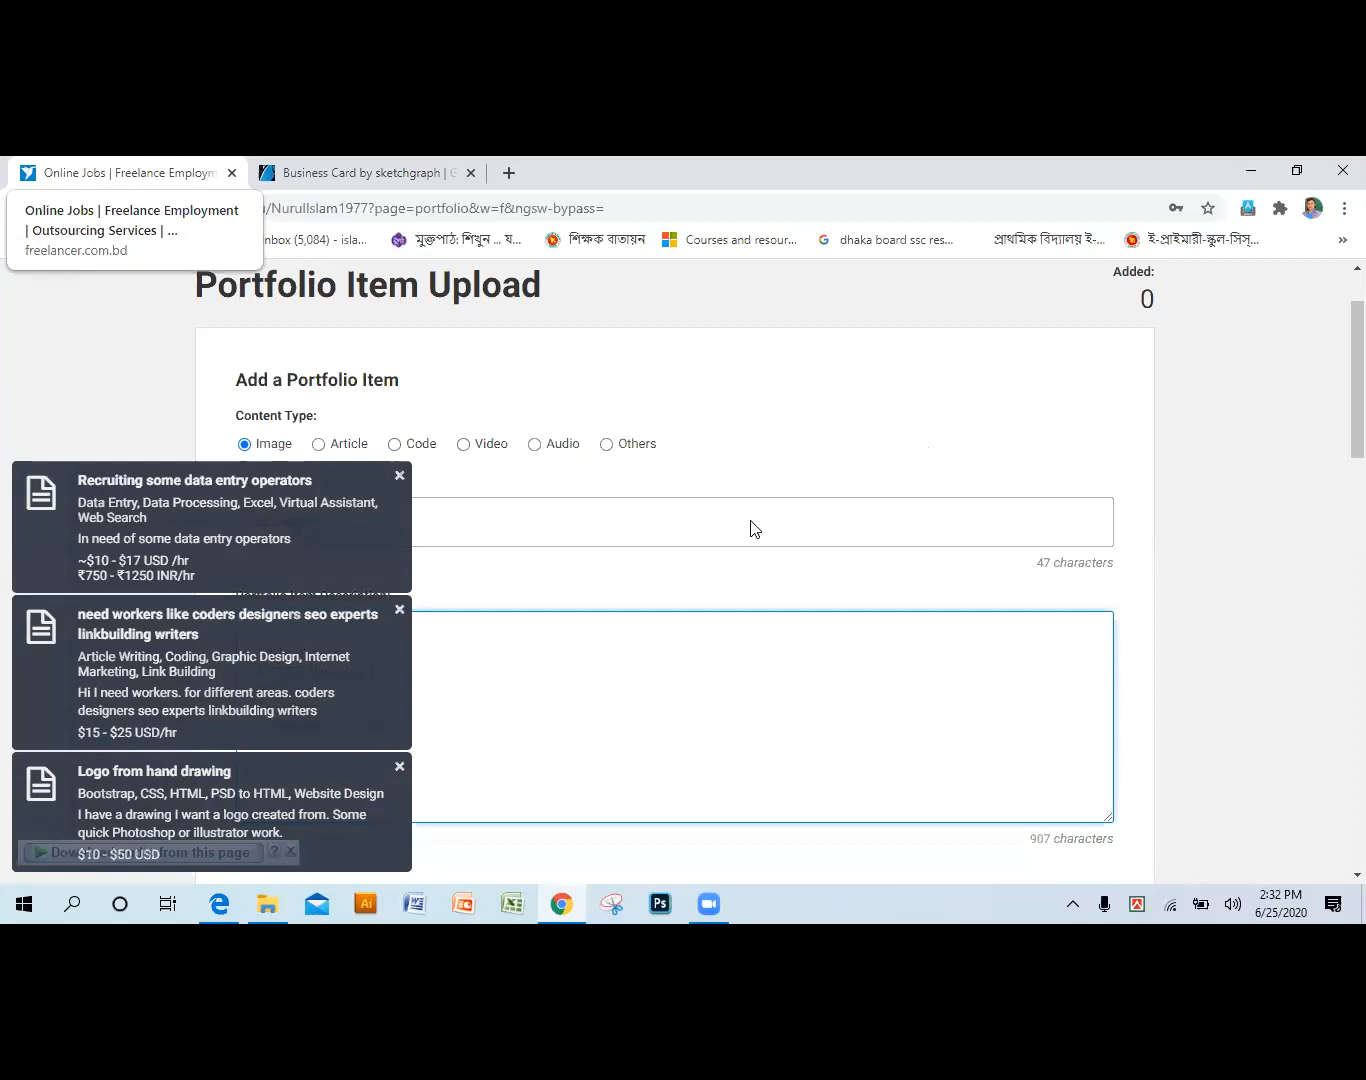 Online Jobs | Freelance Employm
Business Card by sketchgraph | G
Online Jobs | Freelance Employment
| Outsourcing Services | ...
freelancer.com.bd
u/NurulIslam1977?page=portfolio&w=f&ngsw-bypass=
nbox (5,084) - isla...
মুক্তপাঠ: শিখুন ... য...
শিক্ষক বাতায়ন
Courses and resour...
dhaka board ssc res...
প্রাথমিক বিদ্যালয় ই-...
ই-প্রাইমারী-স্কুল-সিস্...
»
Portfolio Item Upload
Added:
0
Add a Portfolio Item
Content Type:
Image Article Code Video Audio Others
47 characters
Portfolio Item Description:
907 characters
Recruiting some data entry operators
Data Entry, Data Processing, Excel, Virtual Assistant,
Web Search
In need of some data entry operators
~$10 - $17 USD /hr
₹750 - ₹1250 INR/hr
need workers like coders designers seo experts
linkbuilding writers
Article Writing, Coding, Graphic Design, Internet
Marketing, Link Building
Hi I need workers. for different areas. coders
designers seo experts linkbuilding writers
$15 - $25 USD/hr
Logo from hand drawing
Bootstrap, CSS, HTML, PSD to HTML, Website Design
I have a drawing I want a logo created from. Some
quick Photoshop or illustrator work.
$10 - $50 USD
from this page ? X
Ai
Ps
2:32 PM
6/25/2020